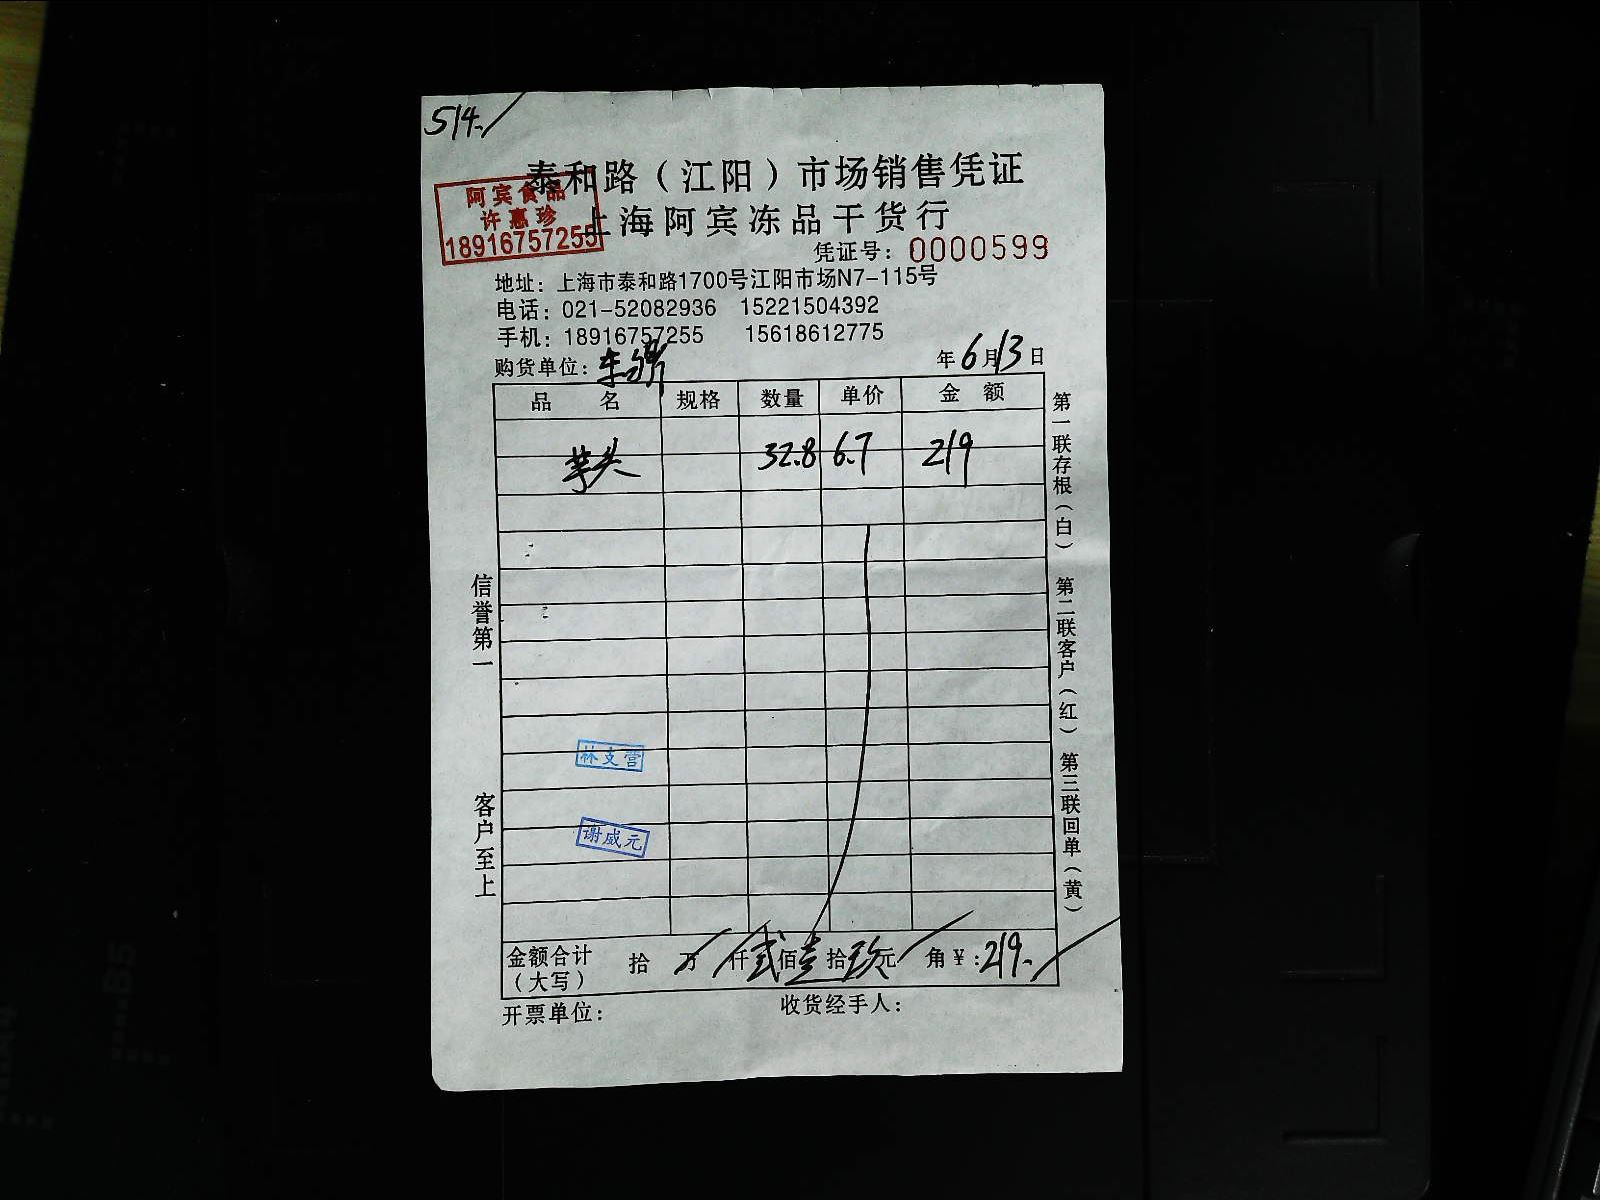 514.
泰和路（江阳）市场销售凭证
阿宾食品
许惠珍
18916757255
上海阿宾冻品干货行
凭证号：0000599
地址：上海市泰和路1700号江阳市场N7-115号
电话：021-52082936 15221504392
手机：18916757255 15618612775
购货单位：
年6月13日
品名 规格 数量 单价 金额
芋头 32.8 6.7 219
第一联存根（白） 第二联客户（红） 第三联回单（黄）
信誉第一
客户至上
林支营
谢威元
金额合计（大写） 拾 万 仟贰佰壹拾玖元 角￥：219.
开票单位：
收货经手人：